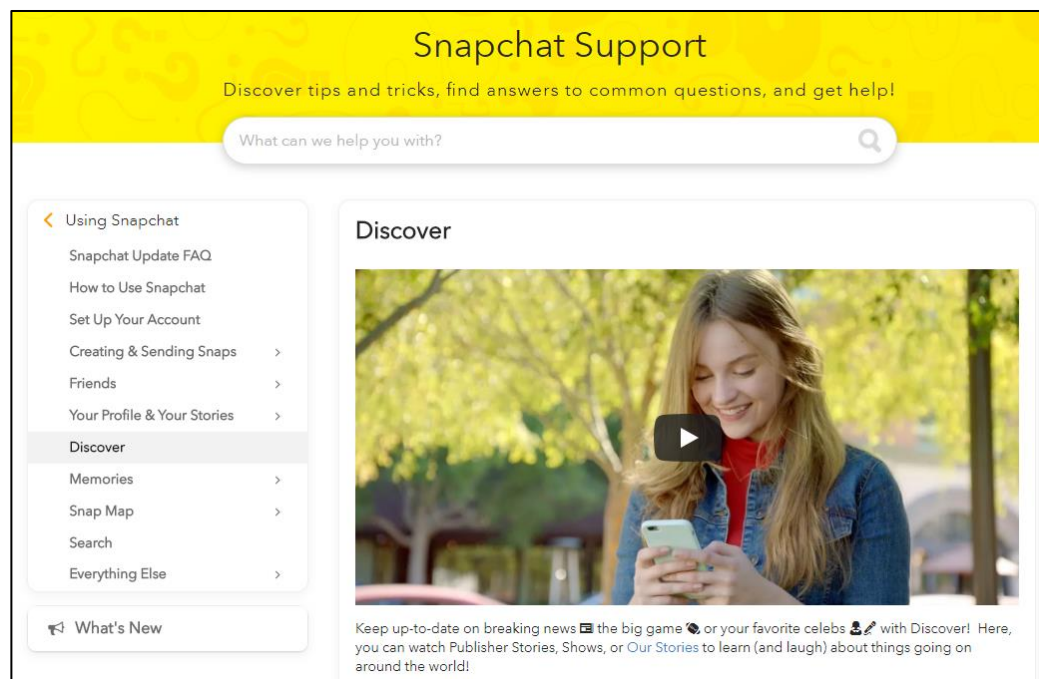 Snapchat Support
Discover tips and tricks, find answers to common questions, and get help!
What can we help you with?
Using Snapchat
Snapchat Update FAQ
How to Use Snapchat
Set Up Your Account
Creating & Sending Snaps
Friends
Your Profile & Your Stories
Discover
Memories
Snap Map
Search
Everything Else
What's New
Discover
Keep up-to-date on breaking news the big game or your favorite celebs with Discover! Here,
you can watch Publisher Stories, Shows, or Our Stories to learn (and laugh) about things going on
around the world!